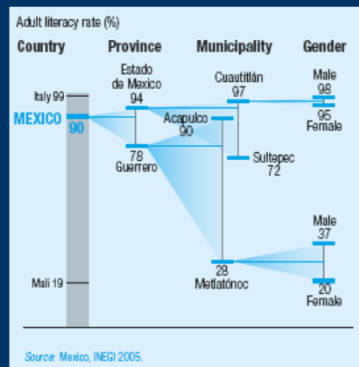 Adult literacy rate (%)
Country Province Municipality Gender
Estado
de Mexico
94
Cuautitlán
97
Male
98
Italy 99
MEXICO
90
Acapulco
90
95
Female
78
Guerrero
Sultepec
72
Male
37
Mali 19
28
Metlatónoc
20
Female
Source: Mexico, INEGI 2005.